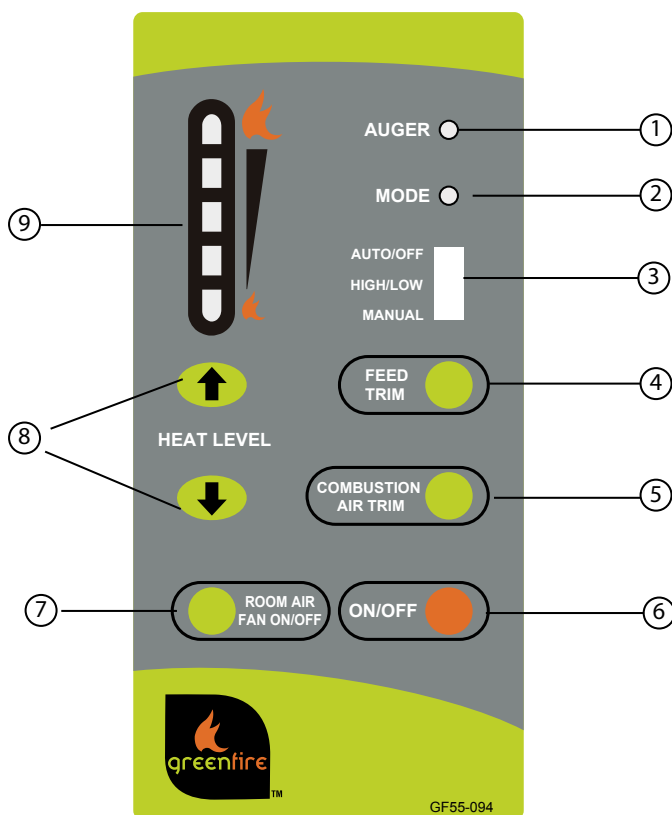 AUGER
1
MODE
2
AUTO/OFF
HIGH/LOW
MANUAL
3
9
FEED
TRIM
4
8
HEAT LEVEL
COMBUSTION
AIR TRIM
5
7
ROOM AIR
FAN ON/OFF
ON/OFF
6
greenfire
TM
GF55-094